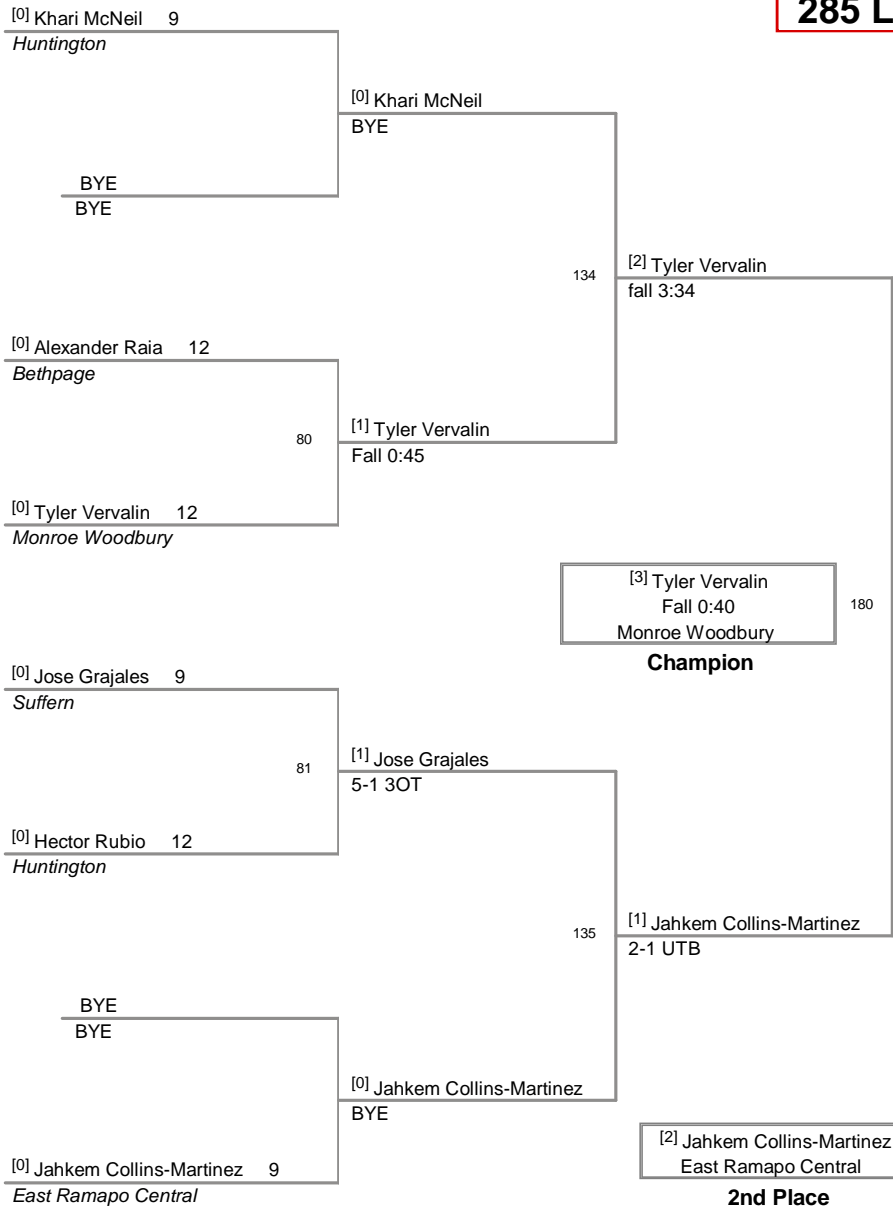 285 L
[0] Khari McNeil 9
Huntington
[0] Khari McNeil
BYE
BYE
BYE
134
[2] Tyler Vervalin
fall 3:34
[0] Alexander Raia 12
Bethpage
80
[1] Tyler Vervalin
Fall 0:45
[0] Tyler Vervalin 12
Monroe Woodbury
[3] Tyler Vervalin
Fall 0:40
Monroe Woodbury
180
Champion
[0] Jose Grajales 9
Suffern
81
[1] Jose Grajales
5-1 3OT
[0] Hector Rubio 12
Huntington
135
[1] Jahkem Collins-Martinez
2-1 UTB
BYE
BYE
[0] Jahkem Collins-Martinez
BYE
[0] Jahkem Collins-Martinez 9
East Ramapo Central
[2] Jahkem Collins-Martinez
East Ramapo Central
2nd Place